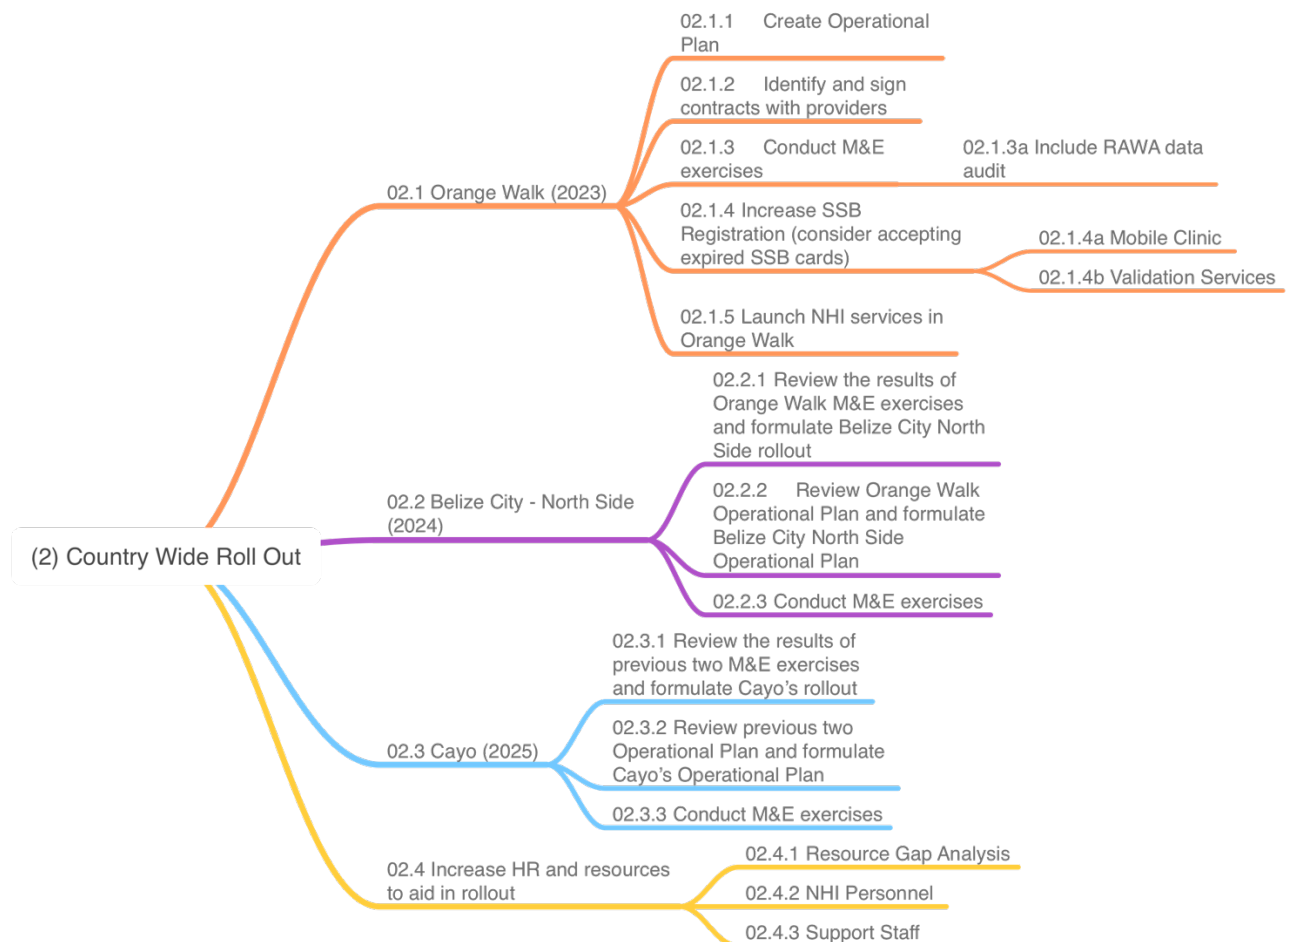 (2) Country Wide Roll Out
02.1 Orange Walk (2023)
02.1.1 Create Operational
Plan
02.1.2 Identify and sign
contracts with providers
02.1.3 Conduct M&E
exercises
02.1.3a Include RAWA data
audit
02.1.4 Increase SSB
Registration (consider accepting
expired SSB cards)
02.1.4a Mobile Clinic
02.1.4b Validation Services
02.1.5 Launch NHI services in
Orange Walk
02.2 Belize City - North Side
(2024)
02.2.1 Review the results of
Orange Walk M&E exercises
and formulate Belize City North
Side rollout
02.2.2 Review Orange Walk
Operational Plan and formulate
Belize City North Side
Operational Plan
02.2.3 Conduct M&E exercises
02.3 Cayo (2025)
02.3.1 Review the results of
previous two M&E exercises
and formulate Cayo’s rollout
02.3.2 Review previous two
Operational Plan and formulate
Cayo’s Operational Plan
02.3.3 Conduct M&E exercises
02.4 Increase HR and resources
to aid in rollout
02.4.1 Resource Gap Analysis
02.4.2 NHI Personnel
02.4.3 Support Staff